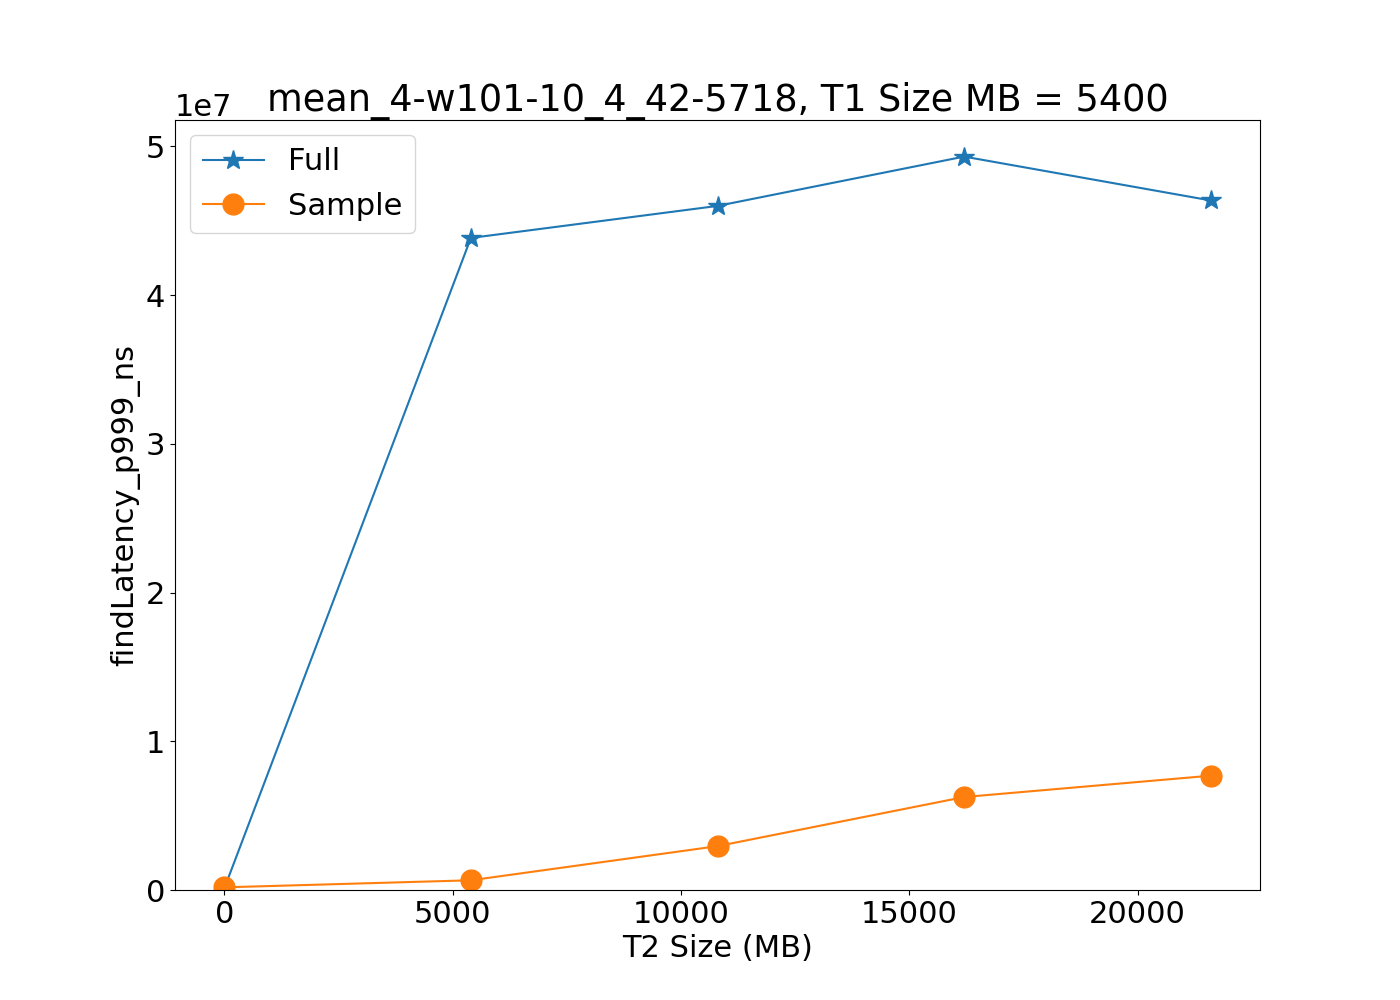 1e7
mean_4-w101-10_4_42-5718, T1 Size MB = 5400
Full
Sample
findLatency_p999_ns
5
4
3
2
1
0
0 5000 10000 15000 20000
T2 Size (MB)